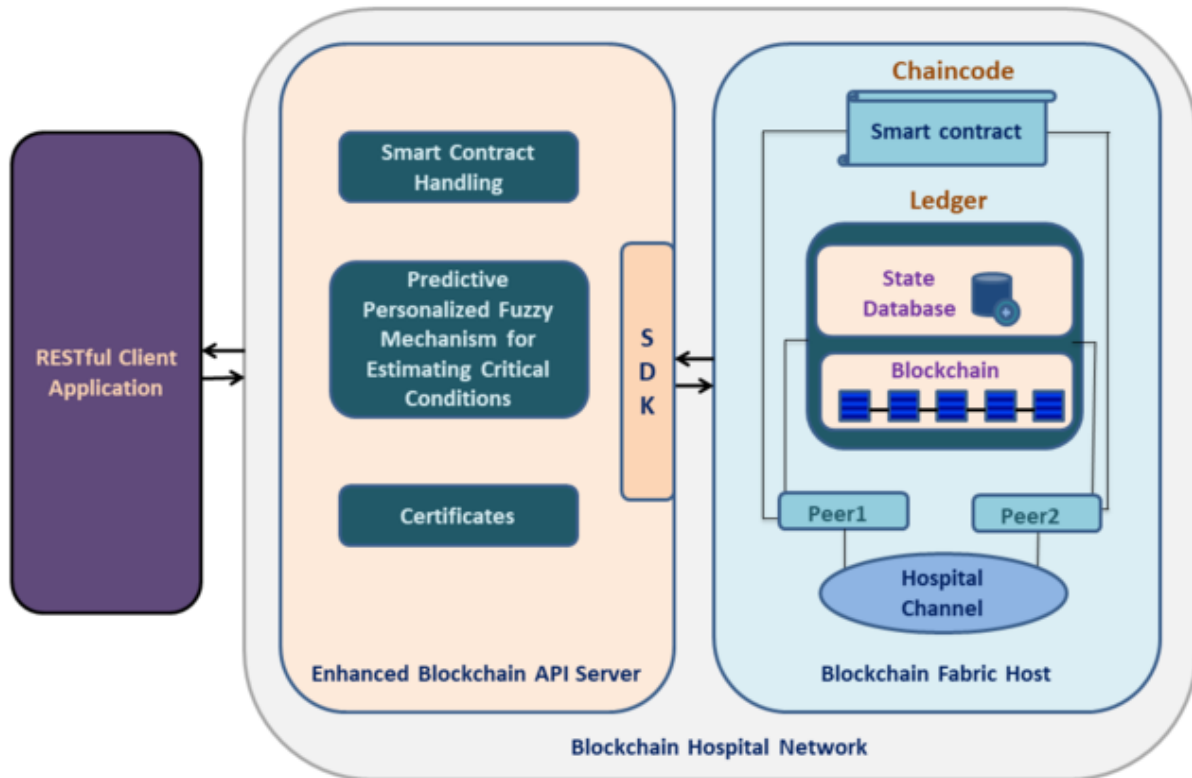 RESTful Client
Application
Smart Contract
Handling
Predictive
Personalized Fuzzy
Mechanism for
Estimating Critical
Conditions
Certificates
S
D
K
Enhanced Blockchain API Server
Chaincode
Smart contract
Ledger
State
Database
Blockchain
Peer1
Peer2
Hospital
Channel
Blockchain Fabric Host
Blockchain Hospital Network